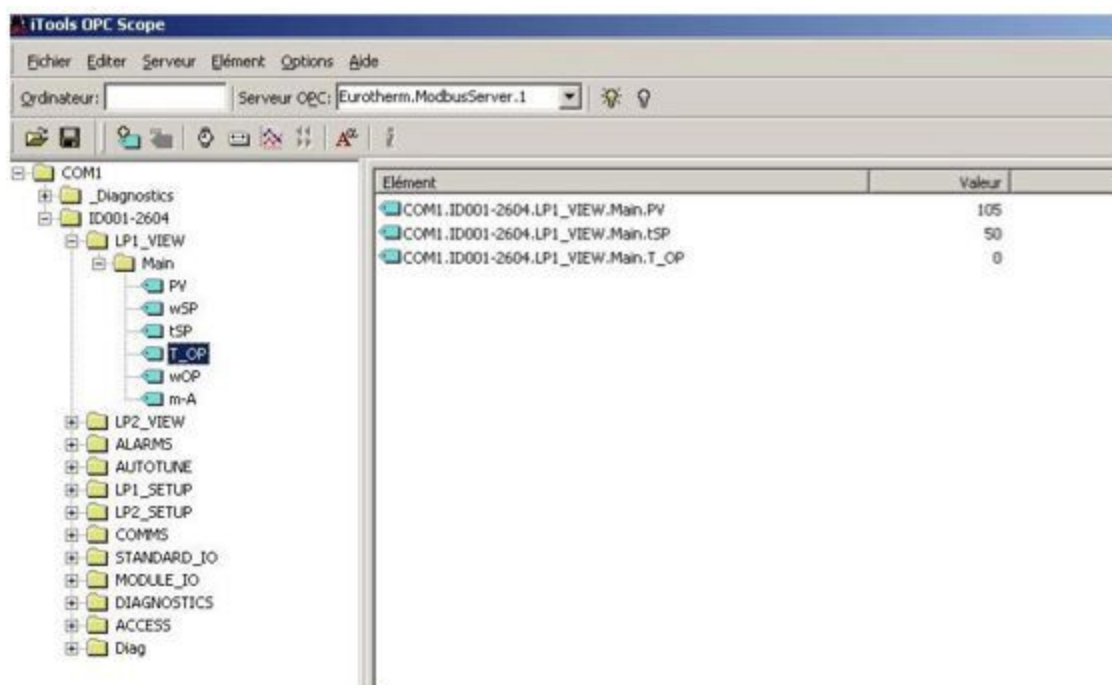 iTools OPC Scope
Fichier Editer Serveur Elément Options Aide
Ordinateur: Serveur OPC: Eurotherm.ModbusServer.1
COM1
_Diagnostics
ID001-2604
LP1_VIEW
Main
PV
wSP
tSP
T_OP
wOP
m-A
LP2_VIEW
ALARMS
AUTOTUNE
LP1_SETUP
LP2_SETUP
COMMS
STANDARD_IO
MODULE_IO
DIAGNOSTICS
ACCESS
Diag
Elément Valeur
COM1.ID001-2604.LP1_VIEW.Main.PV 105
COM1.ID001-2604.LP1_VIEW.Main.tSP 50
COM1.ID001-2604.LP1_VIEW.Main.T_OP 0